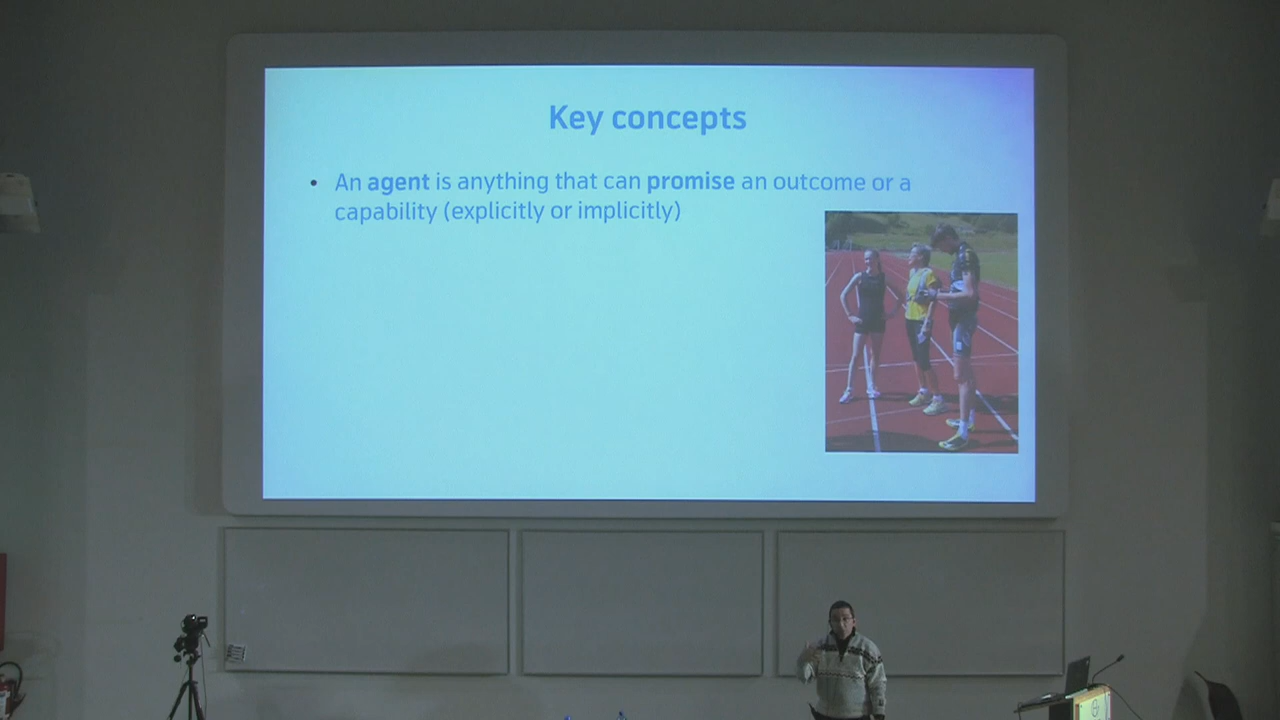 Key concepts
• An agent is anything that can promise an outcome or a
capability (explicitly or implicitly)